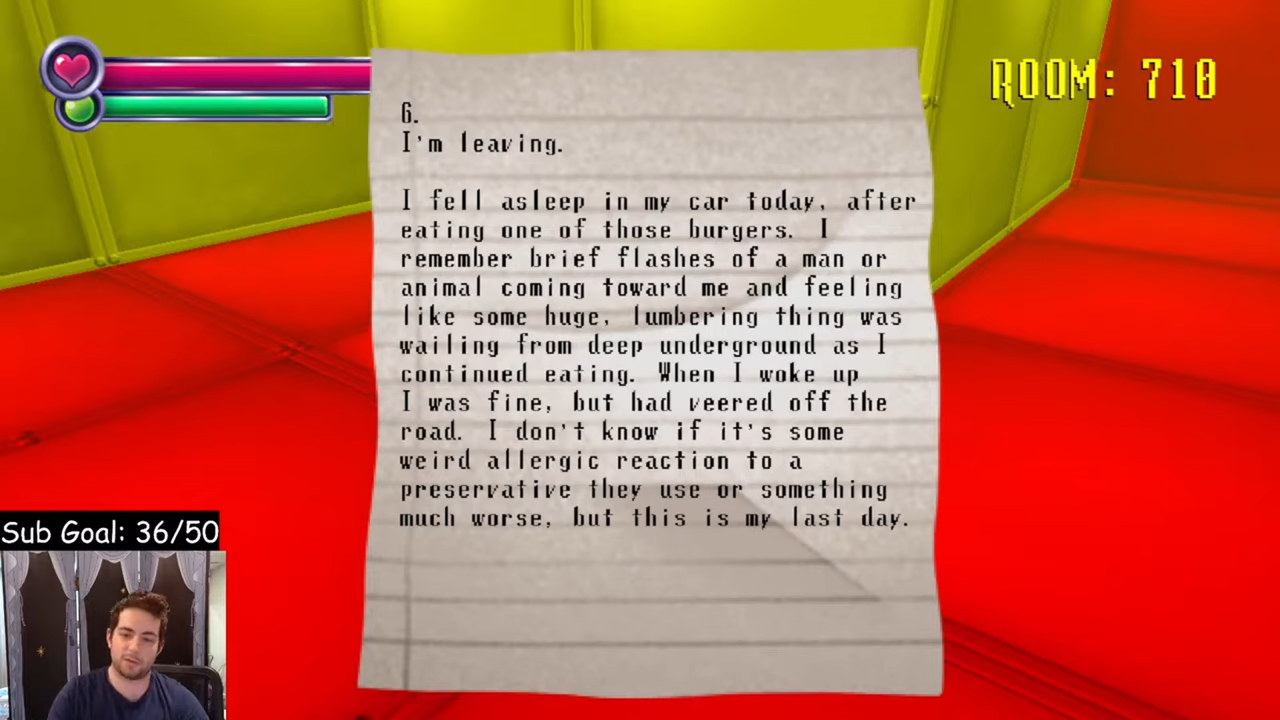 ROOM: 710
6.
I'm leaving.
I fell asleep in my car today, after
eating one of those burgers. I
remember brief flashes of a man or
animal coming toward me and feeling
like some huge, lumbering thing was
wailing from deep underground as I
continued eating. When I woke up
I was fine, but had veered off the
road. I don't know if it's some
weird allergic reaction to a
preservative they use or something
much worse, but this is my last day.
Sub Goal: 36/50